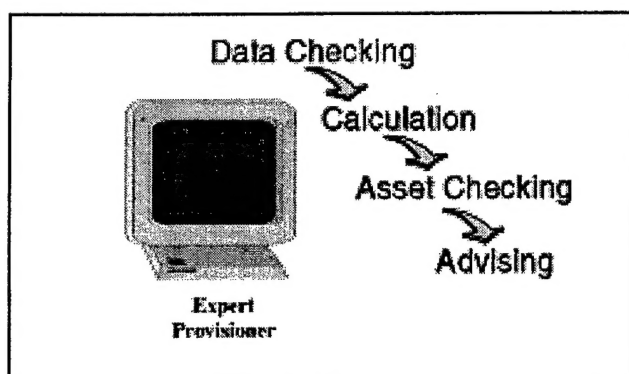 Data Checking
Calculation
Asset Checking
Advising
Expert
Provisioner